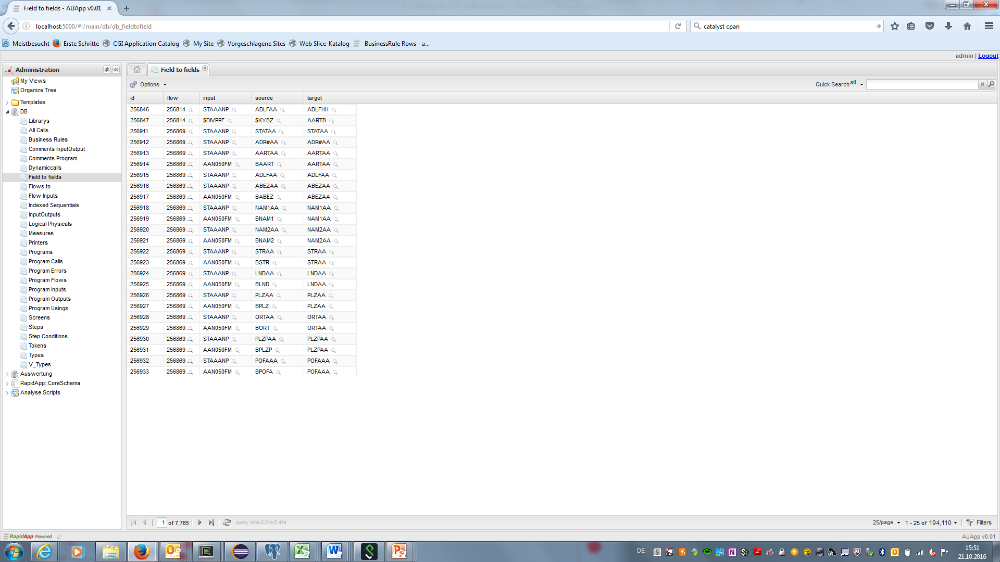 Field to fields - AUApp v0.01
localhost:5000/#!/main/db/db_fieldtofield
catalyst cpan
Meistbesucht Erste Schritte CGI Application Catalog My Site Vorgeschlagene Sites Web Slice-Katalog BusinessRule Rows - a...
admin | Logout
Administration
My Views
Organize Tree
Templates
DB
Librarys
All Calls
Business Rules
Comments InputOutput
Comments Program
Dynamiccalls
Field to fields
Flows to
Flow Inputs
Indexed Sequentials
InputOutputs
Logical Physicals
Measures
Printers
Programs
Program Calls
Program Errors
Program Flows
Program Inputs
Program Outputs
Program Usings
Screens
Steps
Step Conditions
Tokens
Types
V_Types
Auswertung
RapidApp::CoreSchema
Analyse Scripts
Field to fields
Options
Quick Search all
id flow input source target
256846 256814 . STAAANP ADLFAA ADLFHH
256847 256814 . $DIVPPF $KYBZ AARTB
256911 256869 . STAAANP STATAA STATAA
256912 256869 . STAAANP ADR#AA ADR#AA
256913 256869 . STAAANP AARTAA AARTAA
256914 256869 . AAN050FM BAART AARTAA
256915 256869 . STAAANP ADLFAA ADLFAA
256916 256869 . STAAANP ABEZAA ABEZAA
256917 256869 . AAN050FM BABEZ ABEZAA
256918 256869 . STAAANP NAM1AA NAM1AA
256919 256869 . AAN050FM BNAM1 NAM1AA
256920 256869 . STAAANP NAM2AA NAM2AA
256921 256869 . AAN050FM BNAM2 NAM2AA
256922 256869 . STAAANP STRAA STRAA
256923 256869 . AAN050FM BSTR STRAA
256924 256869 . STAAANP LNDAA LNDAA
256925 256869 . AAN050FM BLND LNDAA
256926 256869 . STAAANP PLZAA PLZAA
256927 256869 . AAN050FM BPLZ PLZAA
256928 256869 . STAAANP ORTAA ORTAA
256929 256869 . AAN050FM BORT ORTAA
256930 256869 . STAAANP PLZPAA PLZPAA
256931 256869 . AAN050FM BPLZP PLZPAA
256932 256869 . STAAANP POFAAA POFAAA
256933 256869 . AAN050FM BPOFA POFAAA
1 of 7,765 query time 0.01s/0.44s 25/page 1 - 25 of 194,110 Filters
RapidApp Powered AUApp v0.01
DE 15:51
21.10.2016